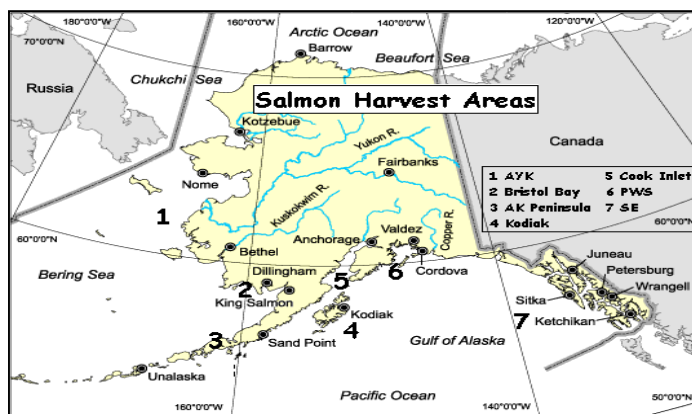 180°0'0"W
160°0'0"W
Arctic Ocean
140°0'0"W
120°0'0"W
70°0'0"N
Barrow
Beaufort Sea
70°0'0"N
Chukchi Sea
Russia
Salmon Harvest Areas
Kotzebue
Canada
Yukon R.
Fairbanks
Nome
1 AYK
5 Cook Inlet
2 Bristol Bay
6 PWS
3 AK Peninsula
7 SE
4 Kodiak
Kuskokwim R.
1
60°0'0"N
Bethel
Anchorage
Valdez
Copper R.
60°0'0"N
Bering Sea
Dillingham
5
6
Cordova
Juneau
Petersburg
Wrangell
2
King Salmon
Sitka
Kodiak
4
7
Ketchikan
3
Sand Point
Gulf of Alaska
Unalaska
Pacific Ocean
160°0'0"W
140°0'0"W
50°0'0"N